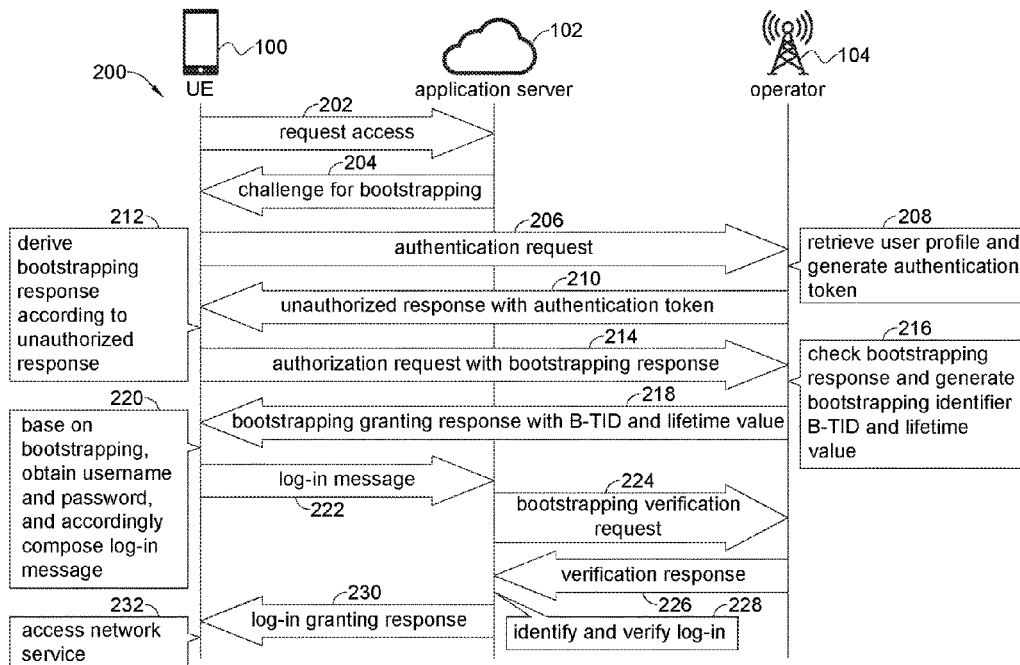 100
102
104
200
UE
application server
operator
202
request access
204
challenge for bootstrapping
212
derive
bootstrapping
response
according to
unauthorized
response
206
authentication request
208
retrieve user profile and
generate authentication
token
210
unauthorized response with authentication token
214
authorization request with bootstrapping response
216
check bootstrapping
response and generate
bootstrapping identifier
B-TID and lifetime
value
218
bootstrapping granting response with B-TID and lifetime value
220
base on
bootstrapping,
obtain username
and password,
and accordingly
compose log-in
message
log-in message
222
224
bootstrapping verification
request
verification response
226
228
identify and verify log-in
230
log-in granting response
232
access network
service